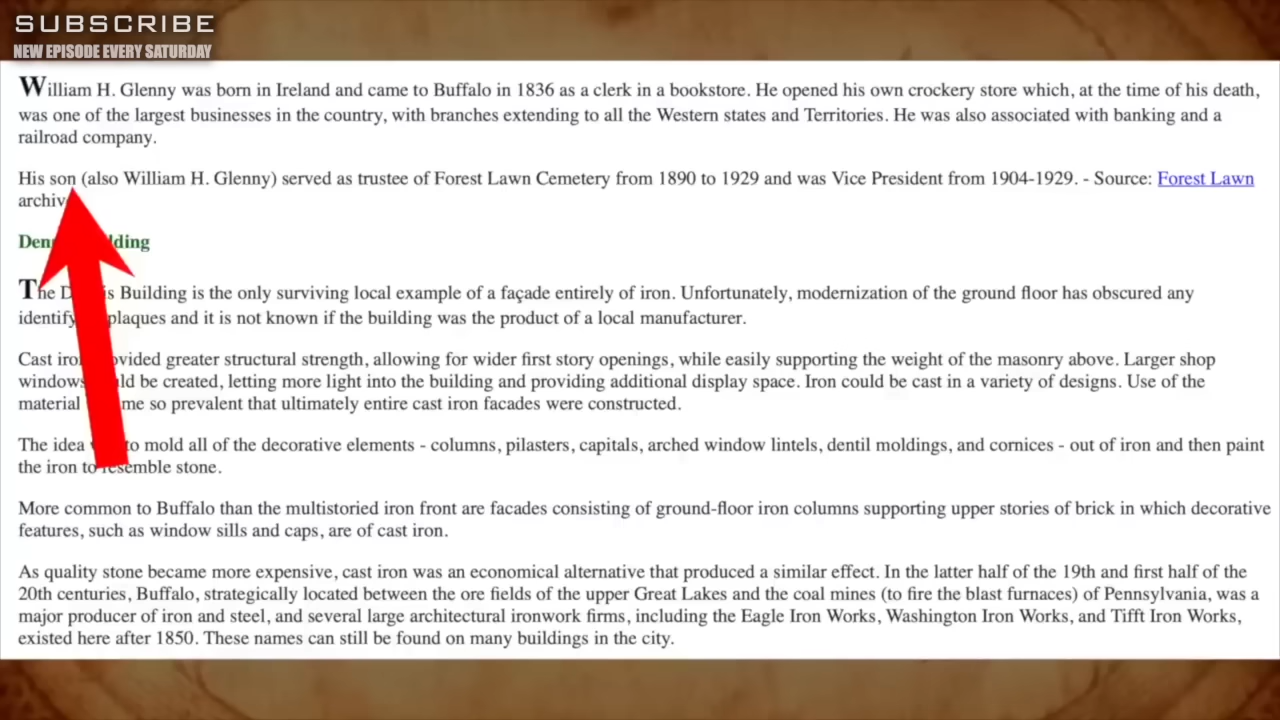 SUBSCRIBE
NEW EPISODE EVERY SATURDAY
William H. Glenny was born in Ireland and came to Buffalo in 1836 as a clerk in a bookstore. He opened his own crockery store which, at the time of his death,
was one of the largest businesses in the country, with branches extending to all the Western states and Territories. He was also associated with banking and a
railroad company.
His son (also William H. Glenny) served as trustee of Forest Lawn Cemetery from 1890 to 1929 and was Vice President from 1904-1929. - Source: Forest Lawn
The Building is the only surviving local example of a façade entirely of iron. Unfortunately, modernization of the ground floor has obscured any
plaques and it is not known if the building was the product of a local manufacturer.
Cast provided greater structural strength, allowing for wider first story openings, while easily supporting the weight of the masonry above. Larger shop
windows could be created, letting more light into the building and providing additional display space. Iron could be cast in a variety of designs. Use of the
material became so prevalent that ultimately entire cast iron facades were constructed.
The idea to mold all of the decorative elements - columns, pilasters, capitals, arched window lintels, dentil moldings, and cornices - out of iron and then paint
the iron to resemble stone.
More common to Buffalo than the multistoried iron front are facades consisting of ground-floor iron columns supporting upper stories of brick in which decorative
features, such as window sills and caps, are of cast iron.
As quality stone became more expensive, cast iron was an economical alternative that produced a similar effect. In the latter half of the 19th and first half of the
20th centuries, Buffalo, strategically located between the ore fields of the upper Great Lakes and the coal mines (to fire the blast furnaces) of Pennsylvania, was a
major producer of iron and steel, and several large architectural ironwork firms, including the Eagle Iron Works, Washington Iron Works, and Tifft Iron Works,
existed here after 1850. These names can still be found on many buildings in the city.